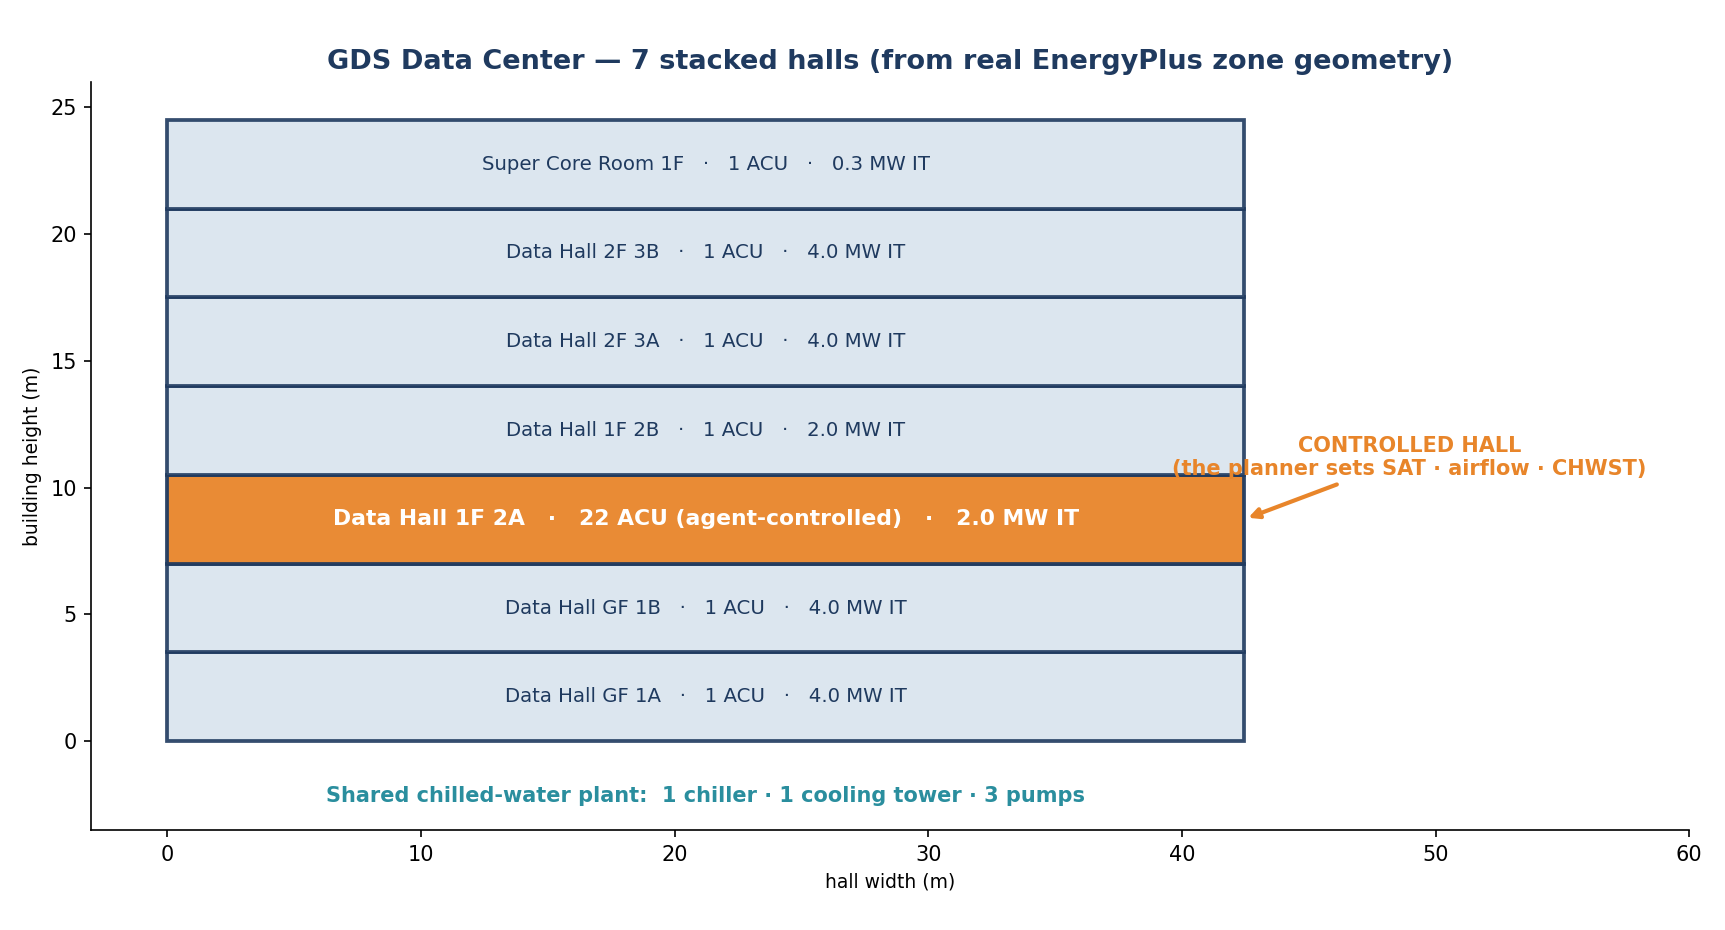 GDS Data Center — 7 stacked halls (from real EnergyPlus zone geometry)
25
20
15
10
5
0
building height (m)
Super Core Room 1F · 1 ACU · 0.3 MW IT
Data Hall 2F 3B · 1 ACU · 4.0 MW IT
Data Hall 2F 3A · 1 ACU · 4.0 MW IT
Data Hall 1F 2B · 1 ACU · 2.0 MW IT
CONTROLLED HALL
(the planner sets SAT · airflow · CHWST)
Data Hall 1F 2A · 22 ACU (agent-controlled) · 2.0 MW IT
Data Hall GF 1B · 1 ACU · 4.0 MW IT
Data Hall GF 1A · 1 ACU · 4.0 MW IT
Shared chilled-water plant: 1 chiller · 1 cooling tower · 3 pumps
0 10 20 30 40 50 60
hall width (m)